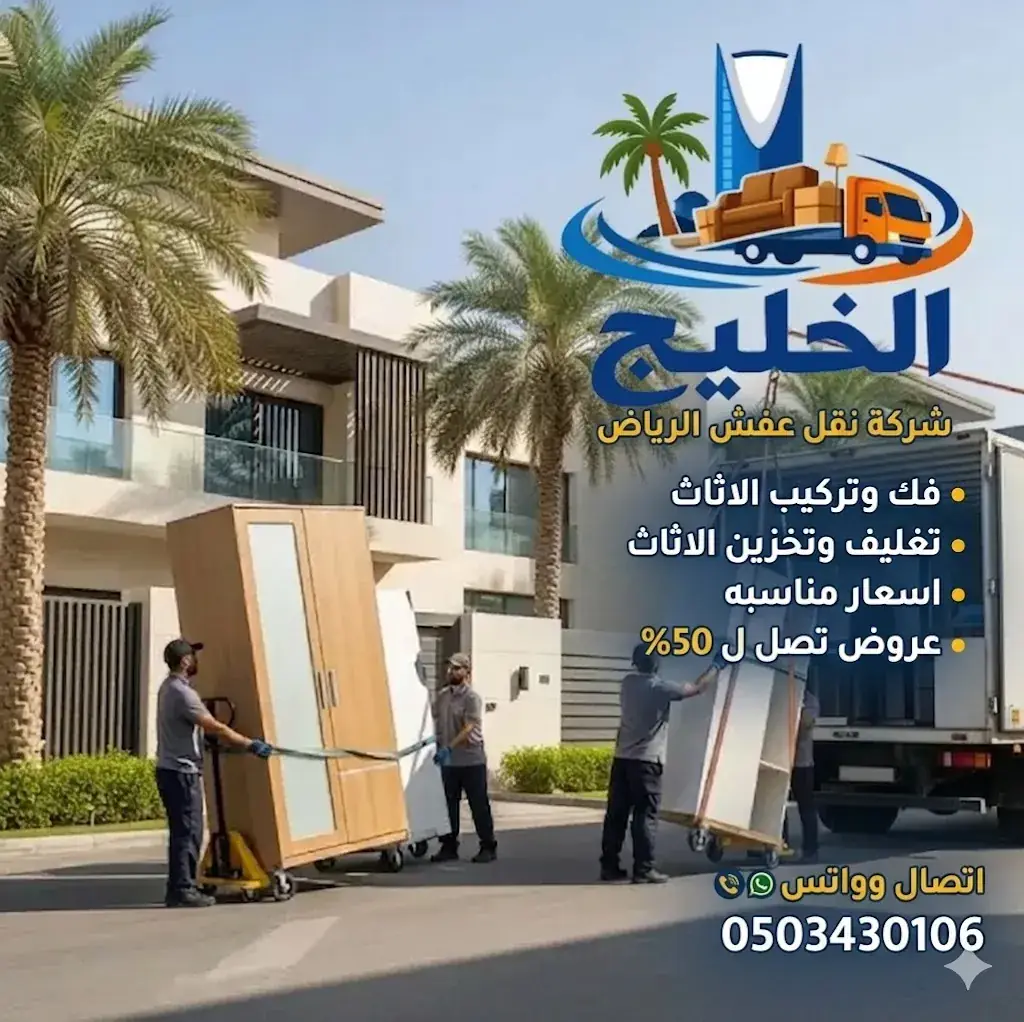 الخليج
شركة نقل عفش الرياض
• فك وتركيب الاثاث
• تغليف وتخزين الاثاث
• اسعار مناسبه
• عروض تصل ل 50%
اتصال وواتس
0503430106